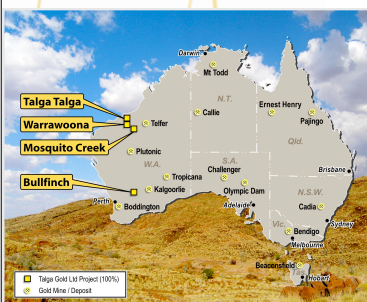 Darwin
Mt Todd
Talga Talga
Warrawoona
Mosquito Creek
Bullfinch
Telfer
N.T.
Callie
Ernest Henry
Pajingo
Qld.
Plutonic
W.A.
Tropicana
Kalgoorlie
Perth
Boddington
S.A.
Challenger
Olympic Dam
Adelaide
Brisbane
N.S.W.
Cadia
Sydney
Vic.
Bendigo
Melbourne
Beaconsfield
Tas.
Hobart
Talga Gold Ltd Project (100%)
Gold Mine / Deposit